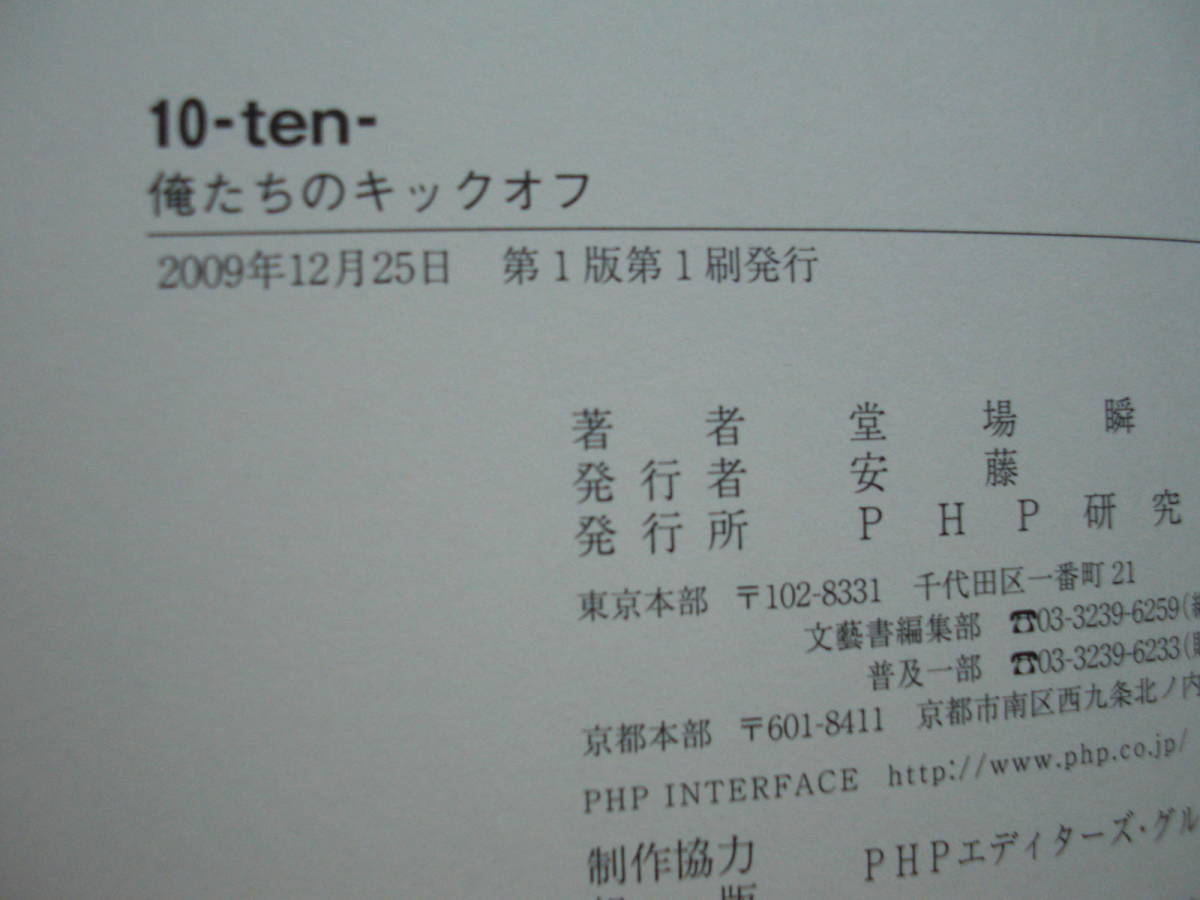 10-ten-
俺たちのキックオフ
2009年12月25日　第1版第1刷発行
著者　堂場瞬
発行者　安藤
発行所　PHP研究
東京本部　〒102-8331　千代田区一番町21
文藝書編集部　☎03-3239-6259(
普及一部　☎03-3239-6233(
京都本部　〒601-8411　京都市南区西九条北ノ内
PHP INTERFACE　http://www.php.co.jp/
制作協力　PHPエディターズ・グル
版